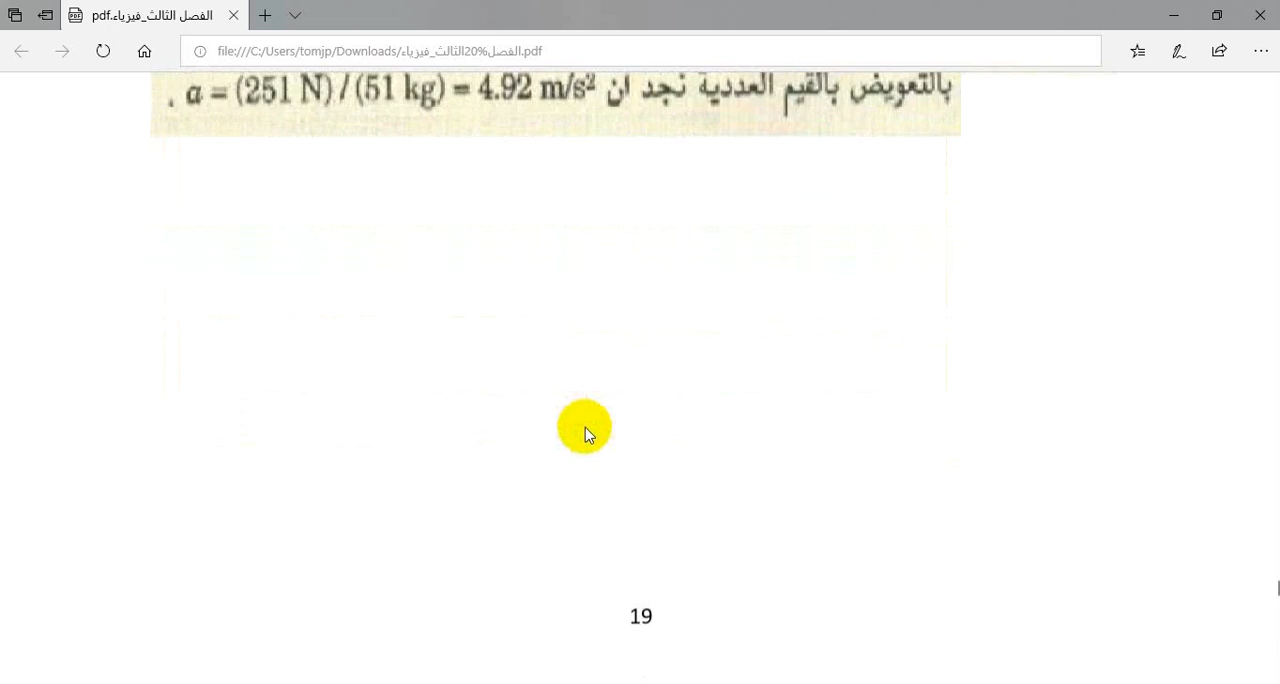 الفصل الثالث_فيزياء.pdf
file:///C:/Users/tomjp/Downloads/الفصل%20الثالث_فيزياء.pdf
بالتعويض بالقيم العددية نجد ان a = (251 N) / (51 kg) = 4.92 m/s² .
19